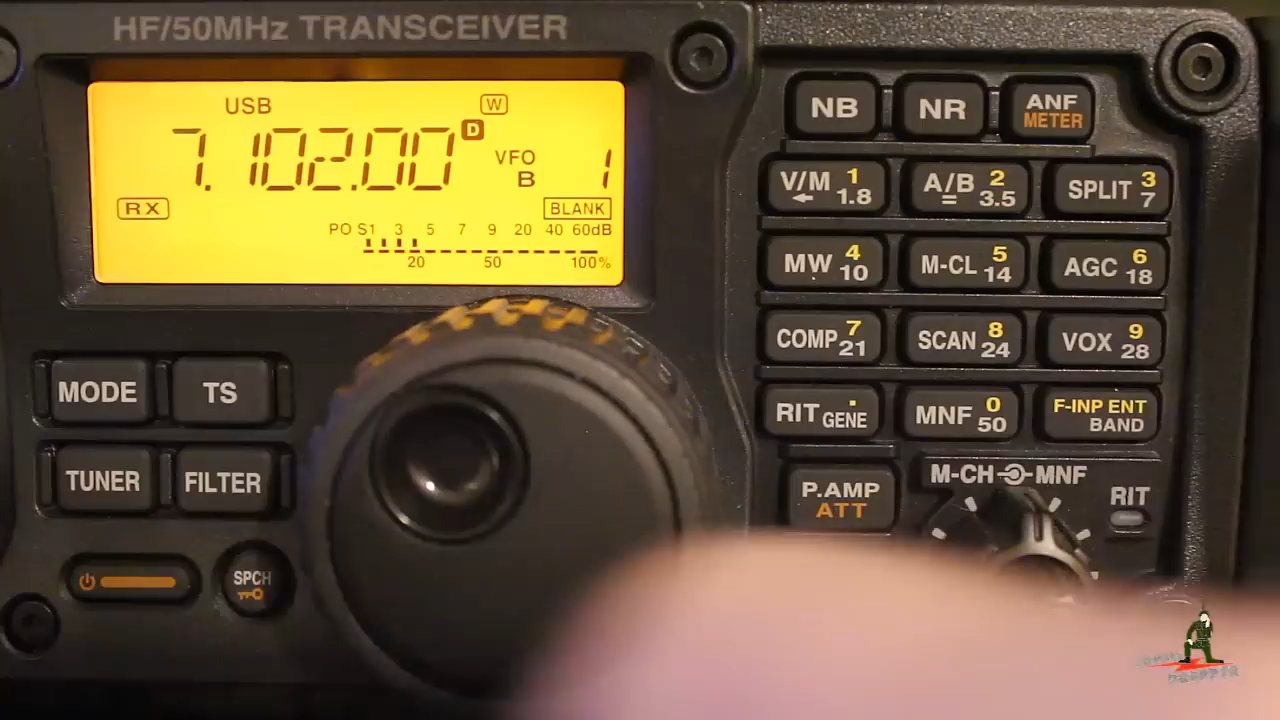 HF/50MHz TRANSCEIVER
USB W
7.102.00 D
VFO
B 1
RX BLANK
PO S1 3 5 7 9 20 40 60dB
20 50 100%
NB NR ANF
METER
V/M 1 1.8 A/B = 2 3.5 SPLIT 3 7
MW 4 10 M-CL 5 14 AGC 6 18
COMP 7 21 SCAN 8 24 VOX 9 28
RIT . GENE MNF 0 50 F-INP ENT
BAND
MODE TS
TUNER FILTER
SPCH
P.AMP
ATT
M-CH MNF
RIT